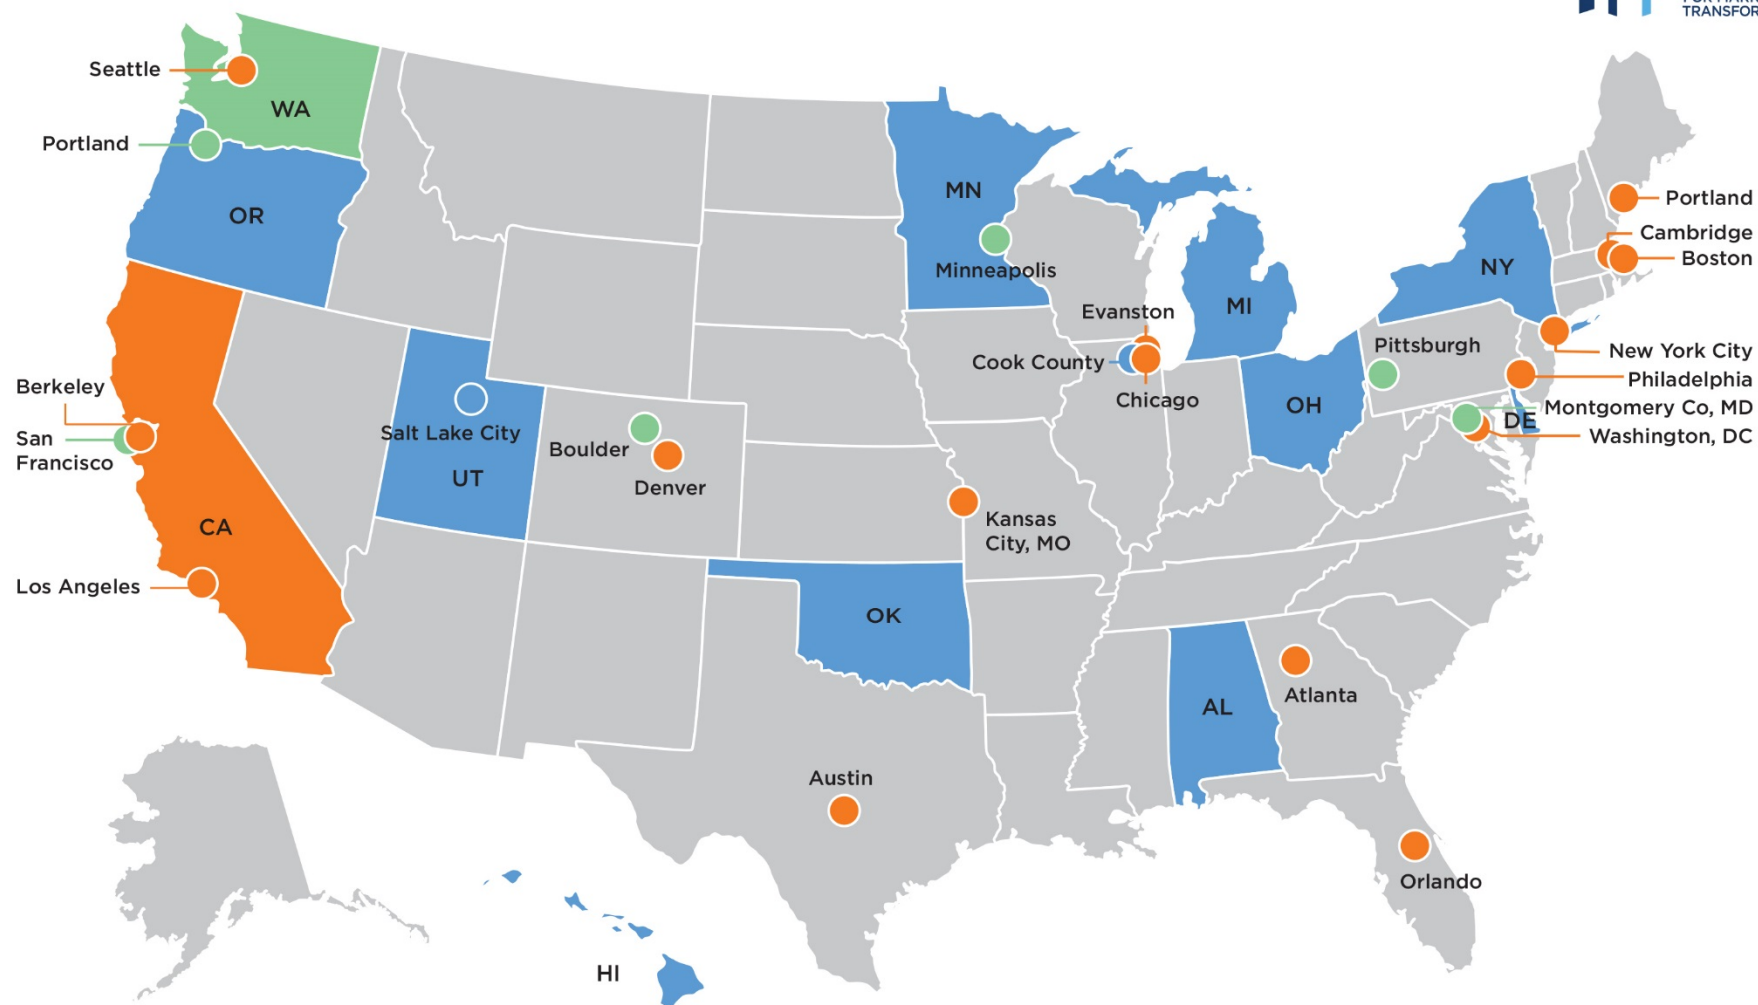 TRANSFOR
Seattle
WA
Portland
OR
MN
Minneapolis
Portland
Cambridge
Boston
NY
MI
Evanston
Cook County
Chicago
Pittsburgh
New York City
Philadelphia
Montgomery Co, MD
DE
Washington, DC
OH
Berkeley
San
Francisco
Salt Lake City
UT
Boulder
Denver
CA
Kansas
City, MO
Los Angeles
OK
AL
Atlanta
Austin
Orlando
HI